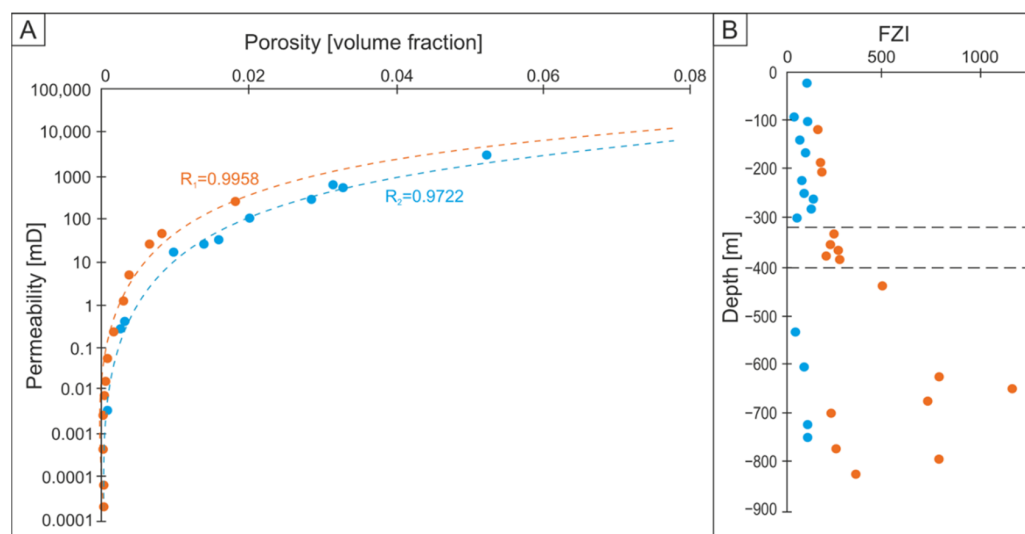 A
Porosity [volume fraction]
0 0.02 0.04 0.06 0.08
Permeability [mD]
100,000
10,000
1000
100
10
1
0.1
0.01
0.001
0.0001
0.0001
R₁=0.9958
R₂=0.9722
B
FZI
0 500 1000
Depth [m]
0
−100
−200
−300
−400
−500
−600
−700
−800
−900